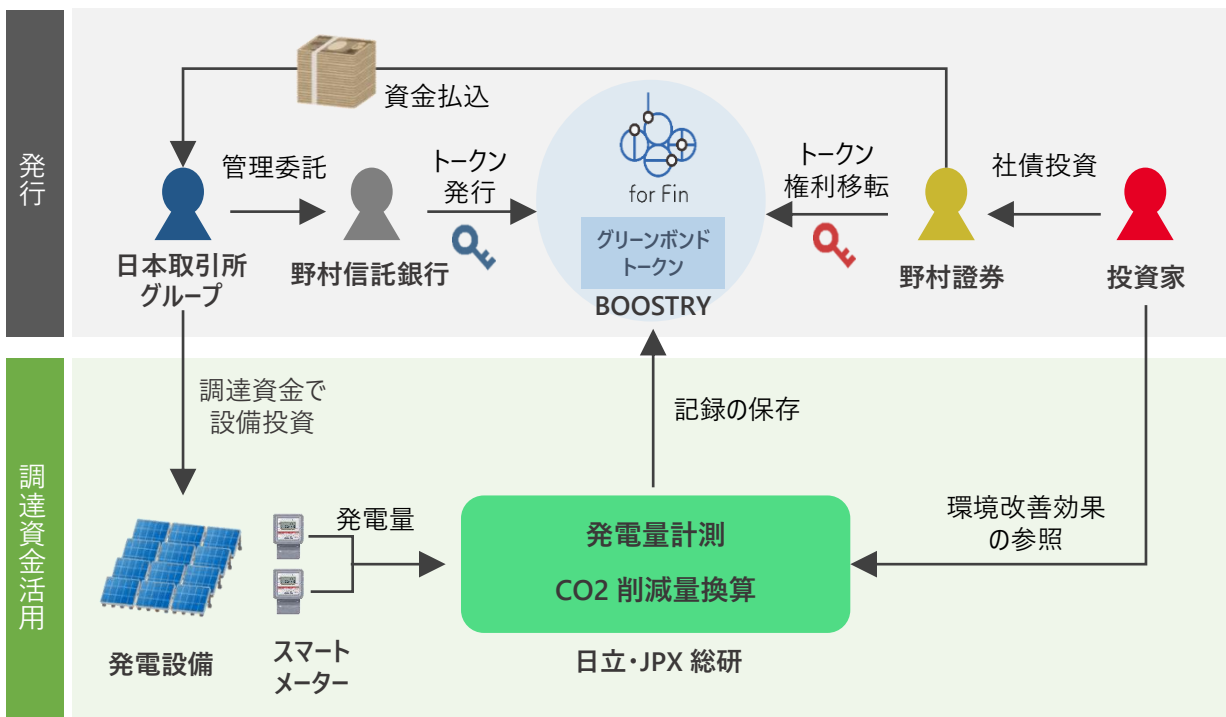 発行
資金払込
管理委託
トークン
発行
for Fin
グリーンボンド
トークン
BOOSTRY
トークン
権利移転
社債投資
日本取引所
グループ
野村信託銀行
野村證券
投資家
調達資金活用
調達資金で
設備投資
記録の保存
発電量
発電量計測
CO2 削減量換算
環境改善効果
の参照
発電設備
スマート
メーター
日立・JPX 総研